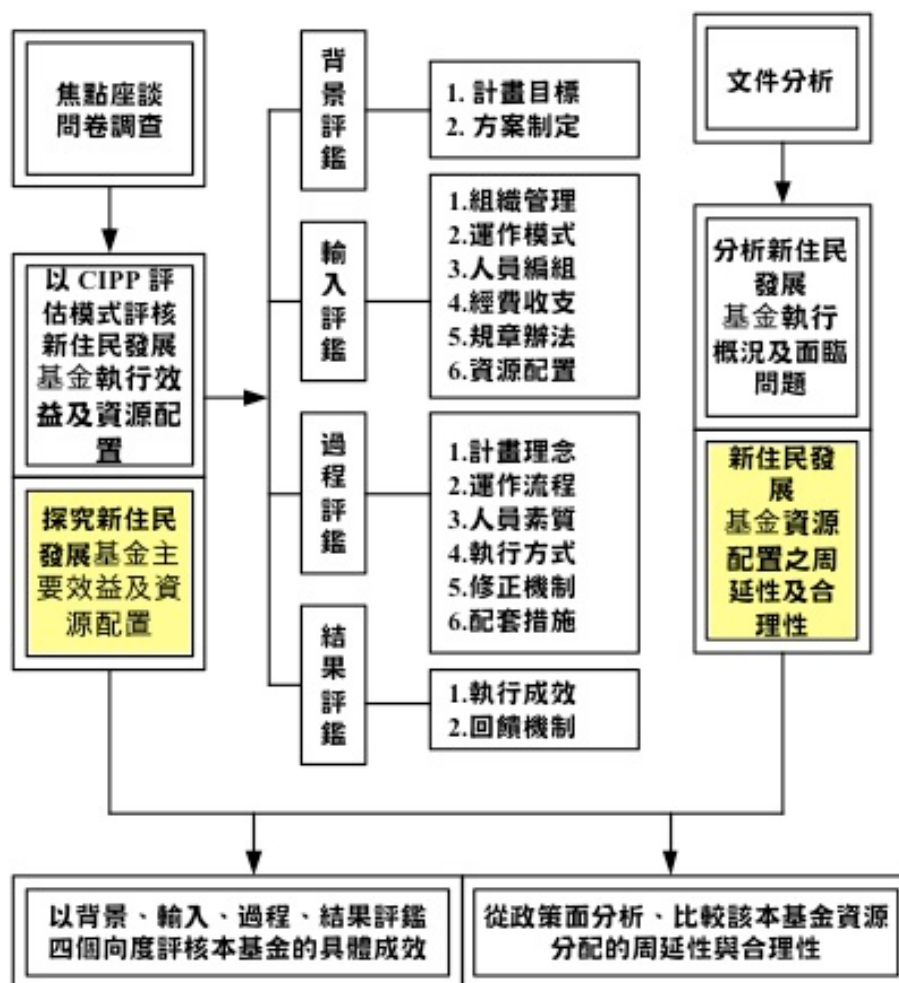 焦點座談
問卷調查
以 CIPP 評
估模式評核
新住民發展
基金執行效
益及資源配
置
探究新住民
發展基金主
要效益及資
源配置
背
景
評
鑑
1. 計畫目標
2. 方案制定
輸
入
評
鑑
1.組織管理
2.運作模式
3.人員編組
4.經費收支
5.規章辦法
6.資源配置
過
程
評
鑑
1.計畫理念
2.運作流程
3.人員素質
4.執行方式
5.修正機制
6.配套措施
結
果
評
鑑
1.執行成效
2.回饋機制
文件分析
分析新住民
發展
基金執行
概況及面臨
問題
新住民發
展
基金資源
配置之周
延性及合
理性
以背景、輸入、過程、結果評鑑
四個向度評核本基金的具體成效
從政策面分析、比較該本基金資源
分配的周延性與合理性